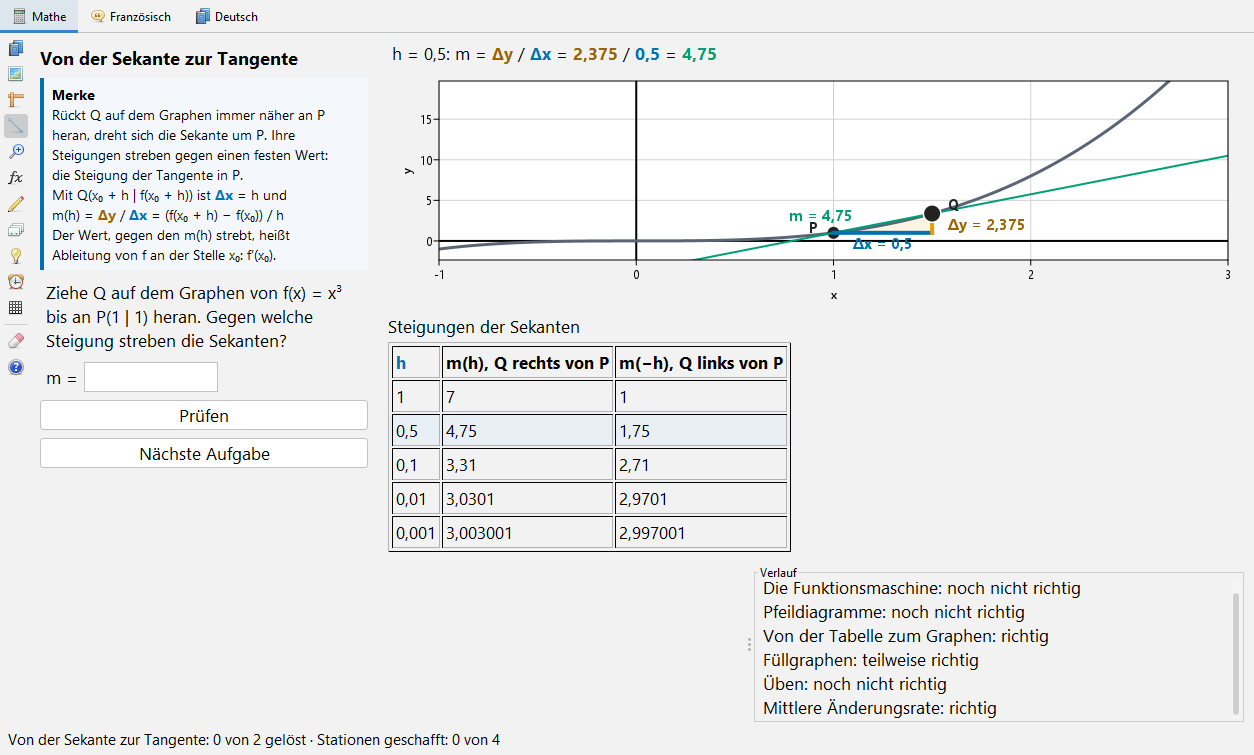 Mathe
Französisch
Deutsch
Von der Sekante zur Tangente
Merke
Rückt Q auf dem Graphen immer näher an P
heran, dreht sich die Sekante um P. Ihre
Steigungen streben gegen einen festen Wert:
die Steigung der Tangente in P.
Mit Q(x₀ + h | f(x₀ + h)) ist Δx = h und
m(h) = Δy / Δx = (f(x₀ + h) − f(x₀)) / h
Der Wert, gegen den m(h) strebt, heißt
Ableitung von f an der Stelle x₀: f'(x₀).
Ziehe Q auf dem Graphen von f(x) = x³
bis an P(1 | 1) heran. Gegen welche
Steigung streben die Sekanten?
m =
Prüfen
Nächste Aufgabe
h = 0,5: m = Δy / Δx = 2,375 / 0,5 = 4,75
y
15
10
5
0
m = 4,75
P
Q
Δy = 2,375
Δx = 0,5
-1 0 1 2 3
x
Steigungen der Sekanten
h m(h), Q rechts von P m(−h), Q links von P
1 7 1
0,5 4,75 1,75
0,1 3,31 2,71
0,01 3,0301 2,9701
0,001 3,003001 2,997001
Verlauf
Die Funktionsmaschine: noch nicht richtig
Pfeildiagramme: noch nicht richtig
Von der Tabelle zum Graphen: richtig
Füllgraphen: teilweise richtig
Üben: noch nicht richtig
Mittlere Änderungsrate: richtig
Von der Sekante zur Tangente: 0 von 2 gelöst · Stationen geschafft: 0 von 4